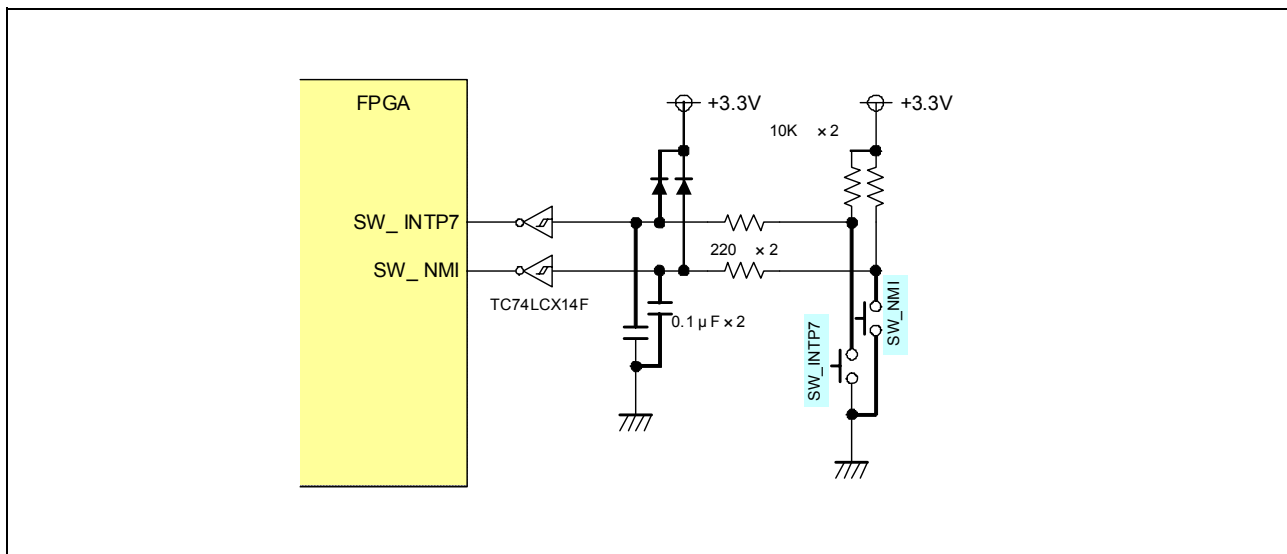 FPGA
+3.3V
+3.3V
10K ×2
SW_ INTP7
220 ×2
SW_ NMI
TC74LCX14F
0.1μF×2
SW_NMI
SW_INTP7